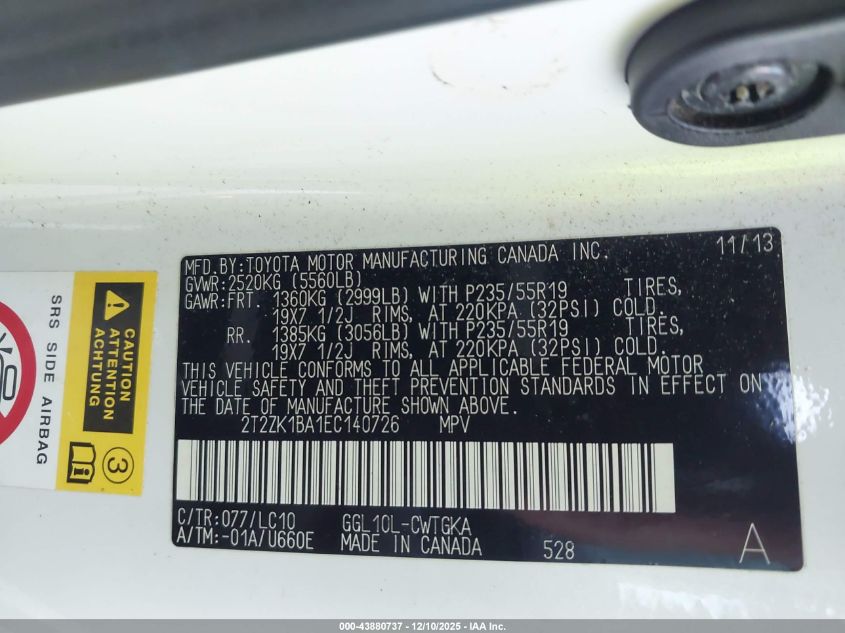 MFD. BY: TOYOTA MOTOR MANUFACTURING CANADA INC. 11/13
GVWR: 2520KG (5560LB)
GAWR: FRT. 1360KG (2999LB) WITH P235/55R19 TIRES,
19X7 1/2J RIMS, AT 220KPA (32PSI) COLD.
RR. 1385KG (3056LB) WITH P235/55R19 TIRES,
19X7 1/2J RIMS, AT 220KPA (32PSI) COLD.
THIS VEHICLE CONFORMS TO ALL APPLICABLE FEDERAL MOTOR
VEHICLE SAFETY AND THEFT PREVENTION STANDARDS IN EFFECT ON
THE DATE OF MANUFACTURE SHOWN ABOVE.
2T2ZK1BA1EC140726 MPV
C/TR: 077/LC10 GGL10L-CWTGKA
A/TM: -01A/U660E MADE IN CANADA 528 A
CAUTION
ATTENTION
ACHTUNG
SRS SIDE AIRBAG
3
000-43880737 - 12/10/2025 - IAA Inc.